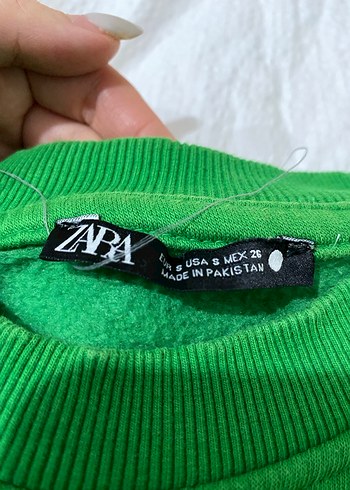 ZARA
EUR S USA S MEX 26
MADE IN PAKISTAN